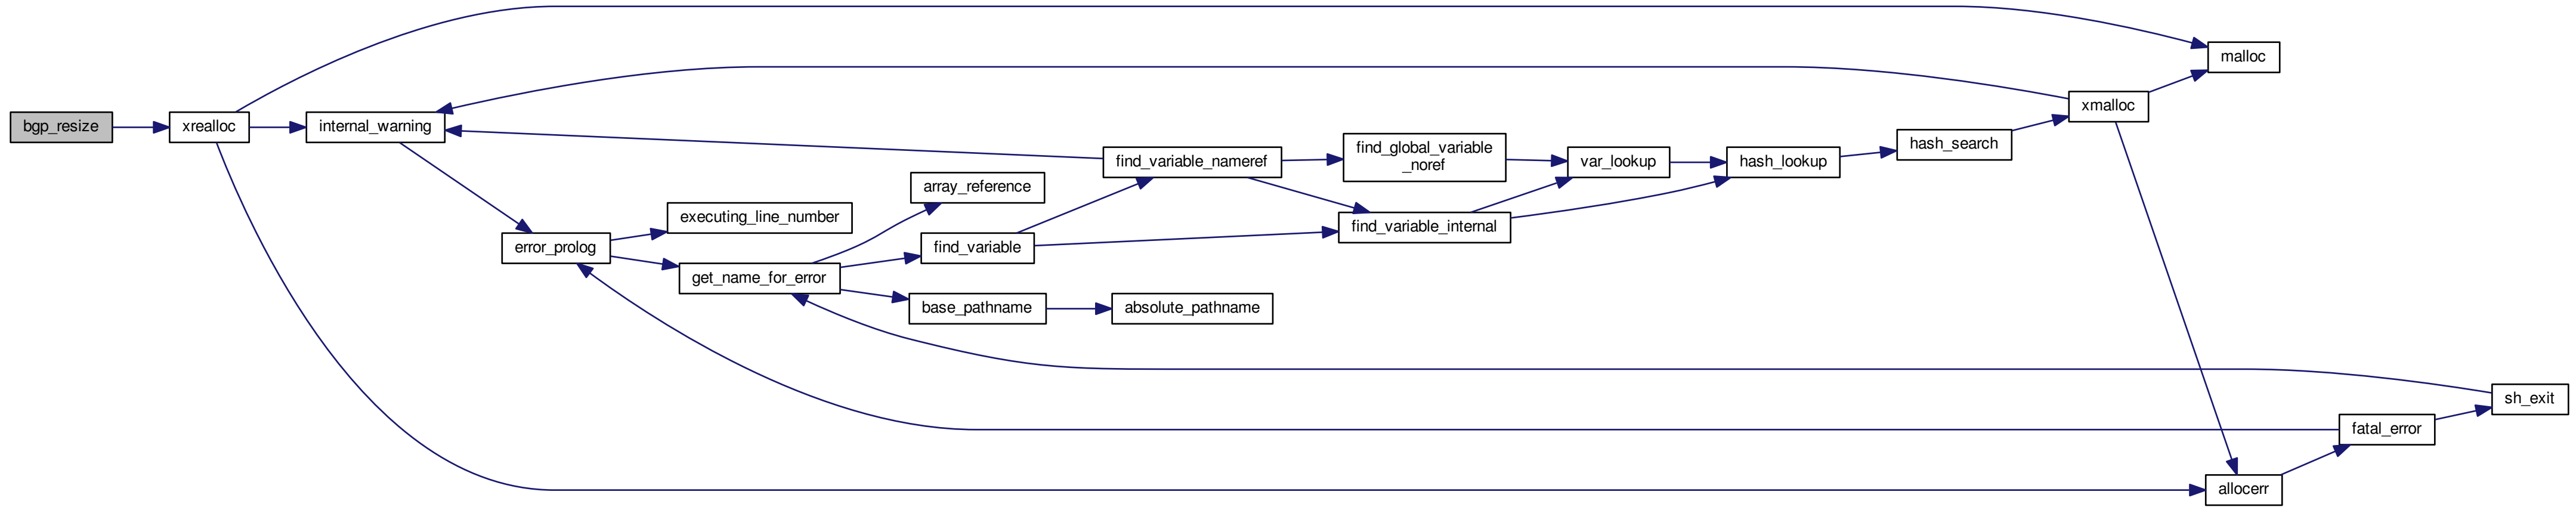 bgp_resize
xrealloc
internal_warning
error_prolog
executing_line_number
get_name_for_error
array_reference
find_variable
base_pathname
find_variable_nameref
absolute_pathname
find_global_variable
_noref
find_variable_internal
var_lookup
hash_lookup
hash_search
xmalloc
malloc
allocerr
fatal_error
sh_exit